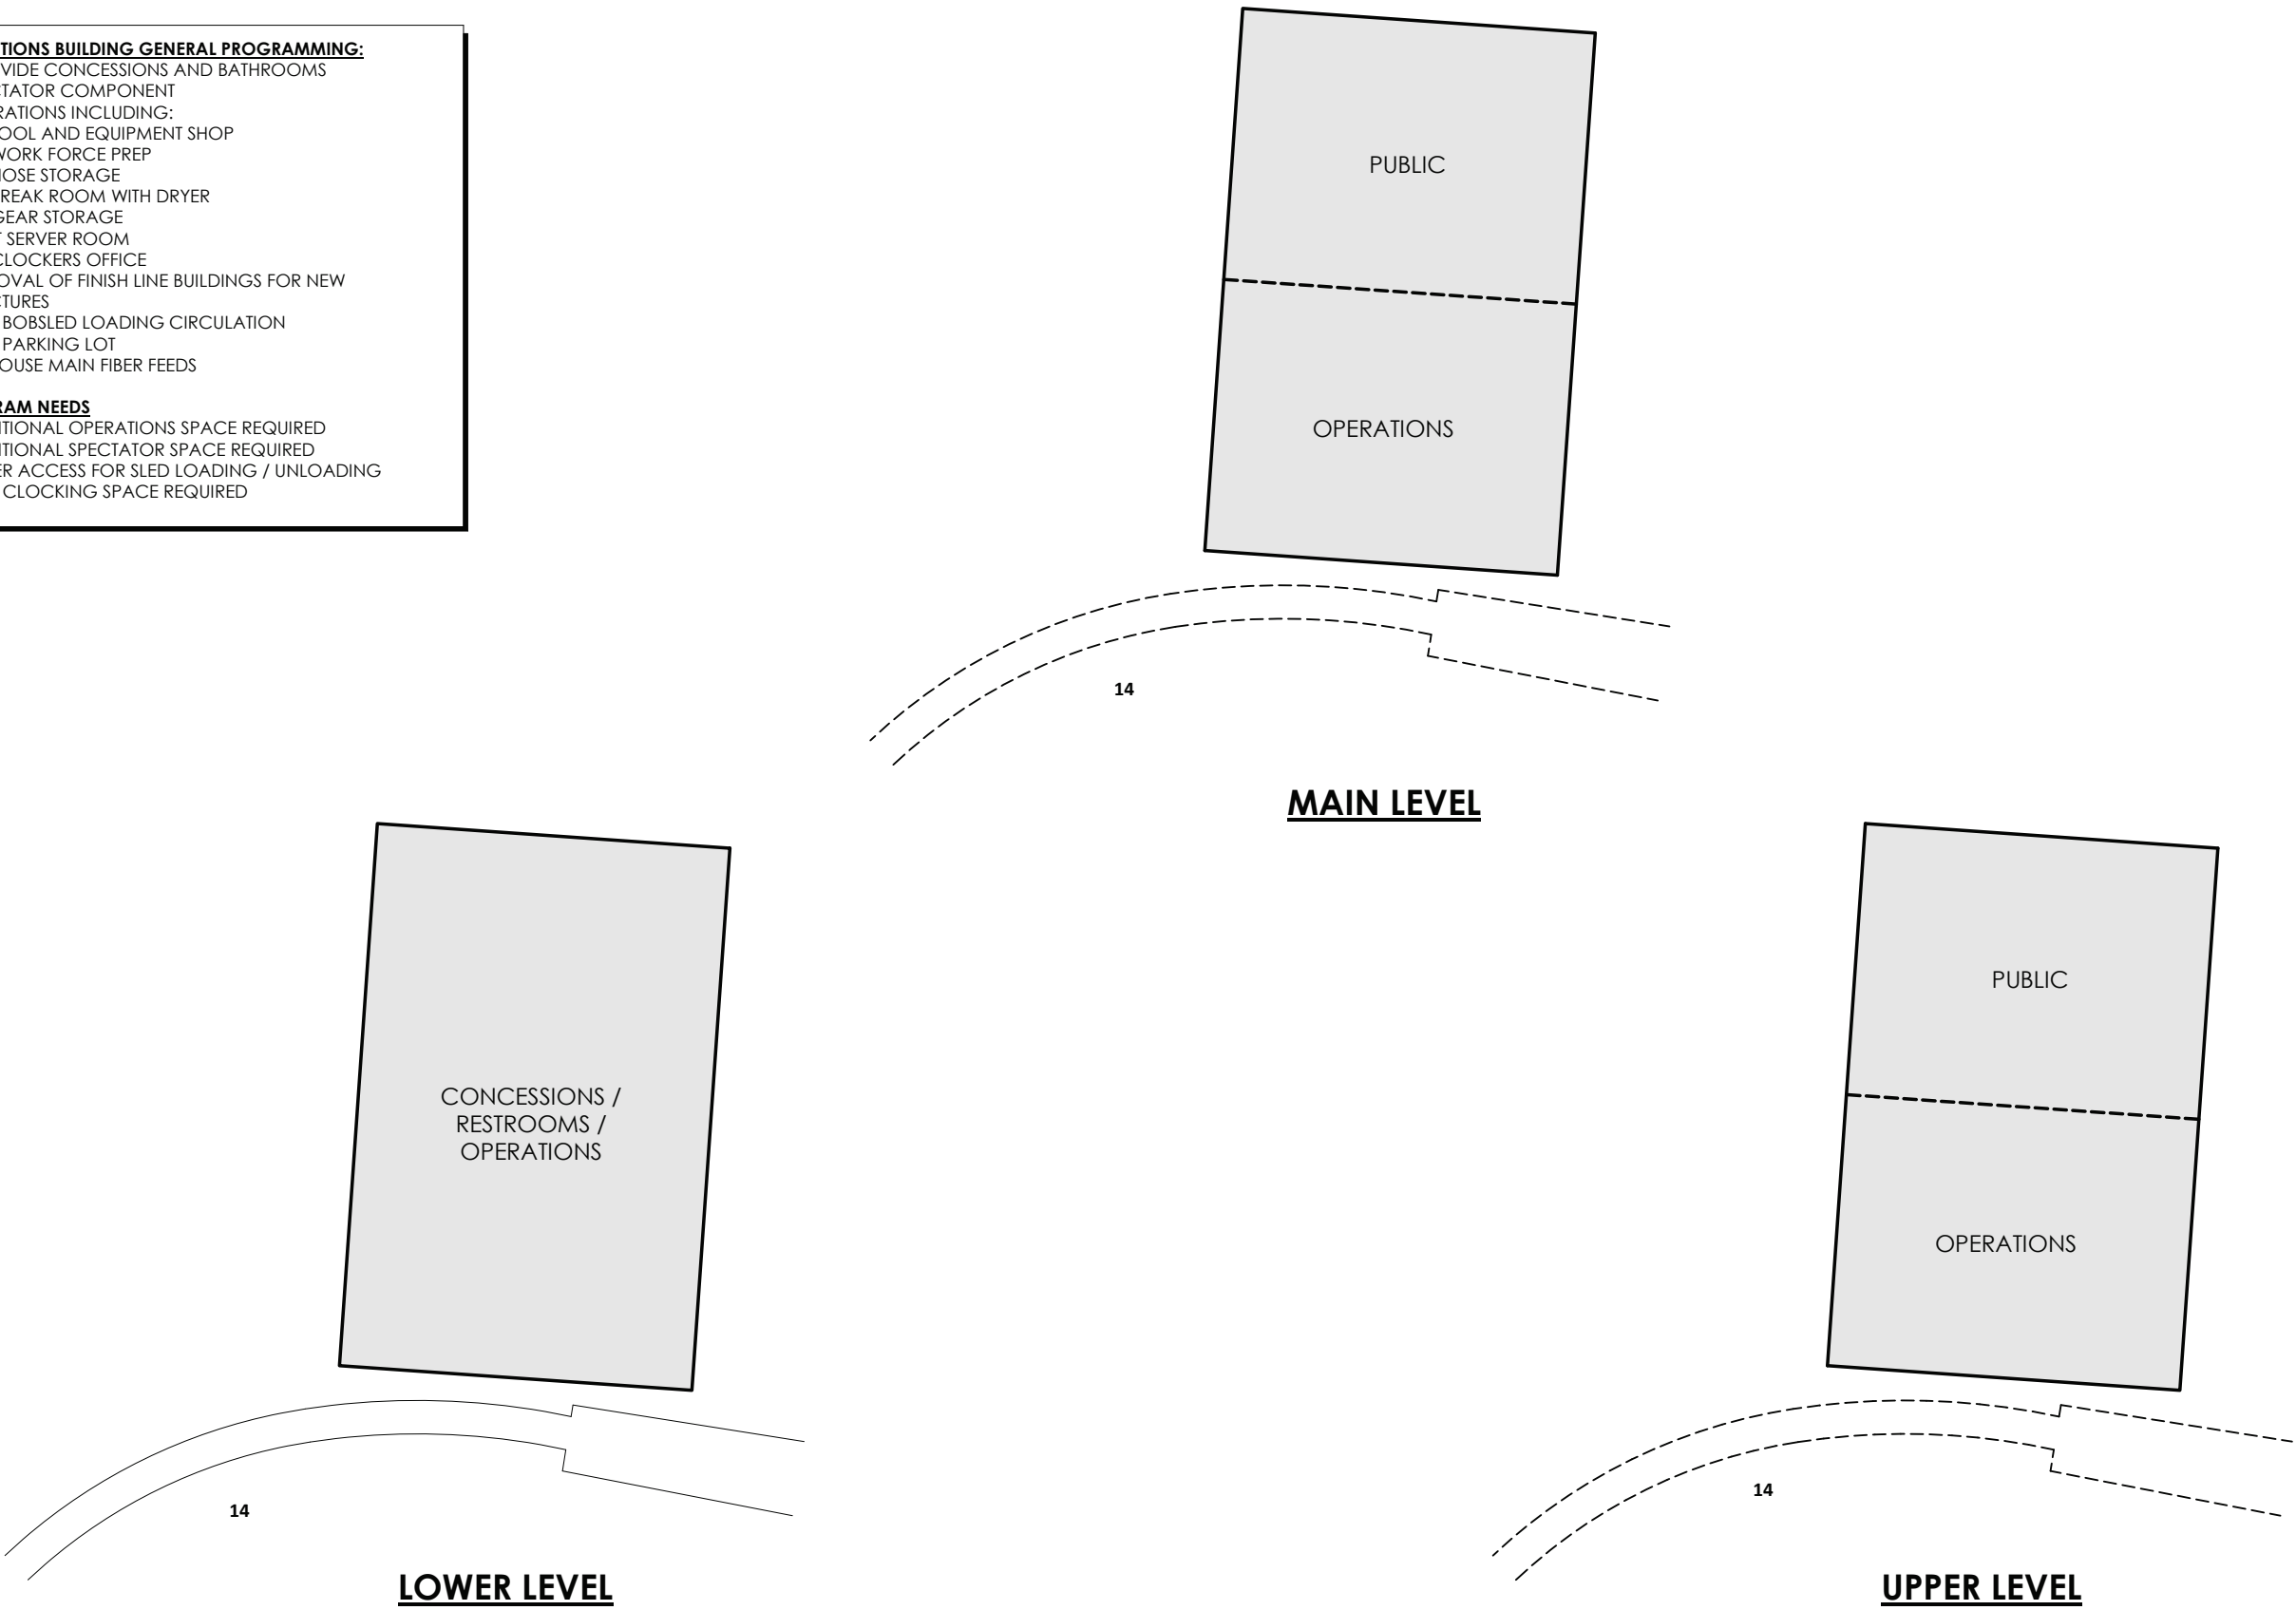 TIONS BUILDING GENERAL PROGRAMMING:
VIDE CONCESSIONS AND BATHROOMS
TATOR COMPONENT
RATIONS INCLUDING:
OOL AND EQUIPMENT SHOP
WORK FORCE PREP
HOSE STORAGE
REAK ROOM WITH DRYER
GEAR STORAGE
T SERVER ROOM
CLOCKERS OFFICE
OVAL OF FINISH LINE BUILDINGS FOR NEW
CTURES
BOBSLED LOADING CIRCULATION
PARKING LOT
OUSE MAIN FIBER FEEDS
RAM NEEDS
ITIONAL OPERATIONS SPACE REQUIRED
ITIONAL SPECTATOR SPACE REQUIRED
ER ACCESS FOR SLED LOADING / UNLOADING
CLOCKING SPACE REQUIRED
PUBLIC
OPERATIONS
14
MAIN LEVEL
CONCESSIONS /
RESTROOMS /
OPERATIONS
14
LOWER LEVEL
PUBLIC
OPERATIONS
14
UPPER LEVEL